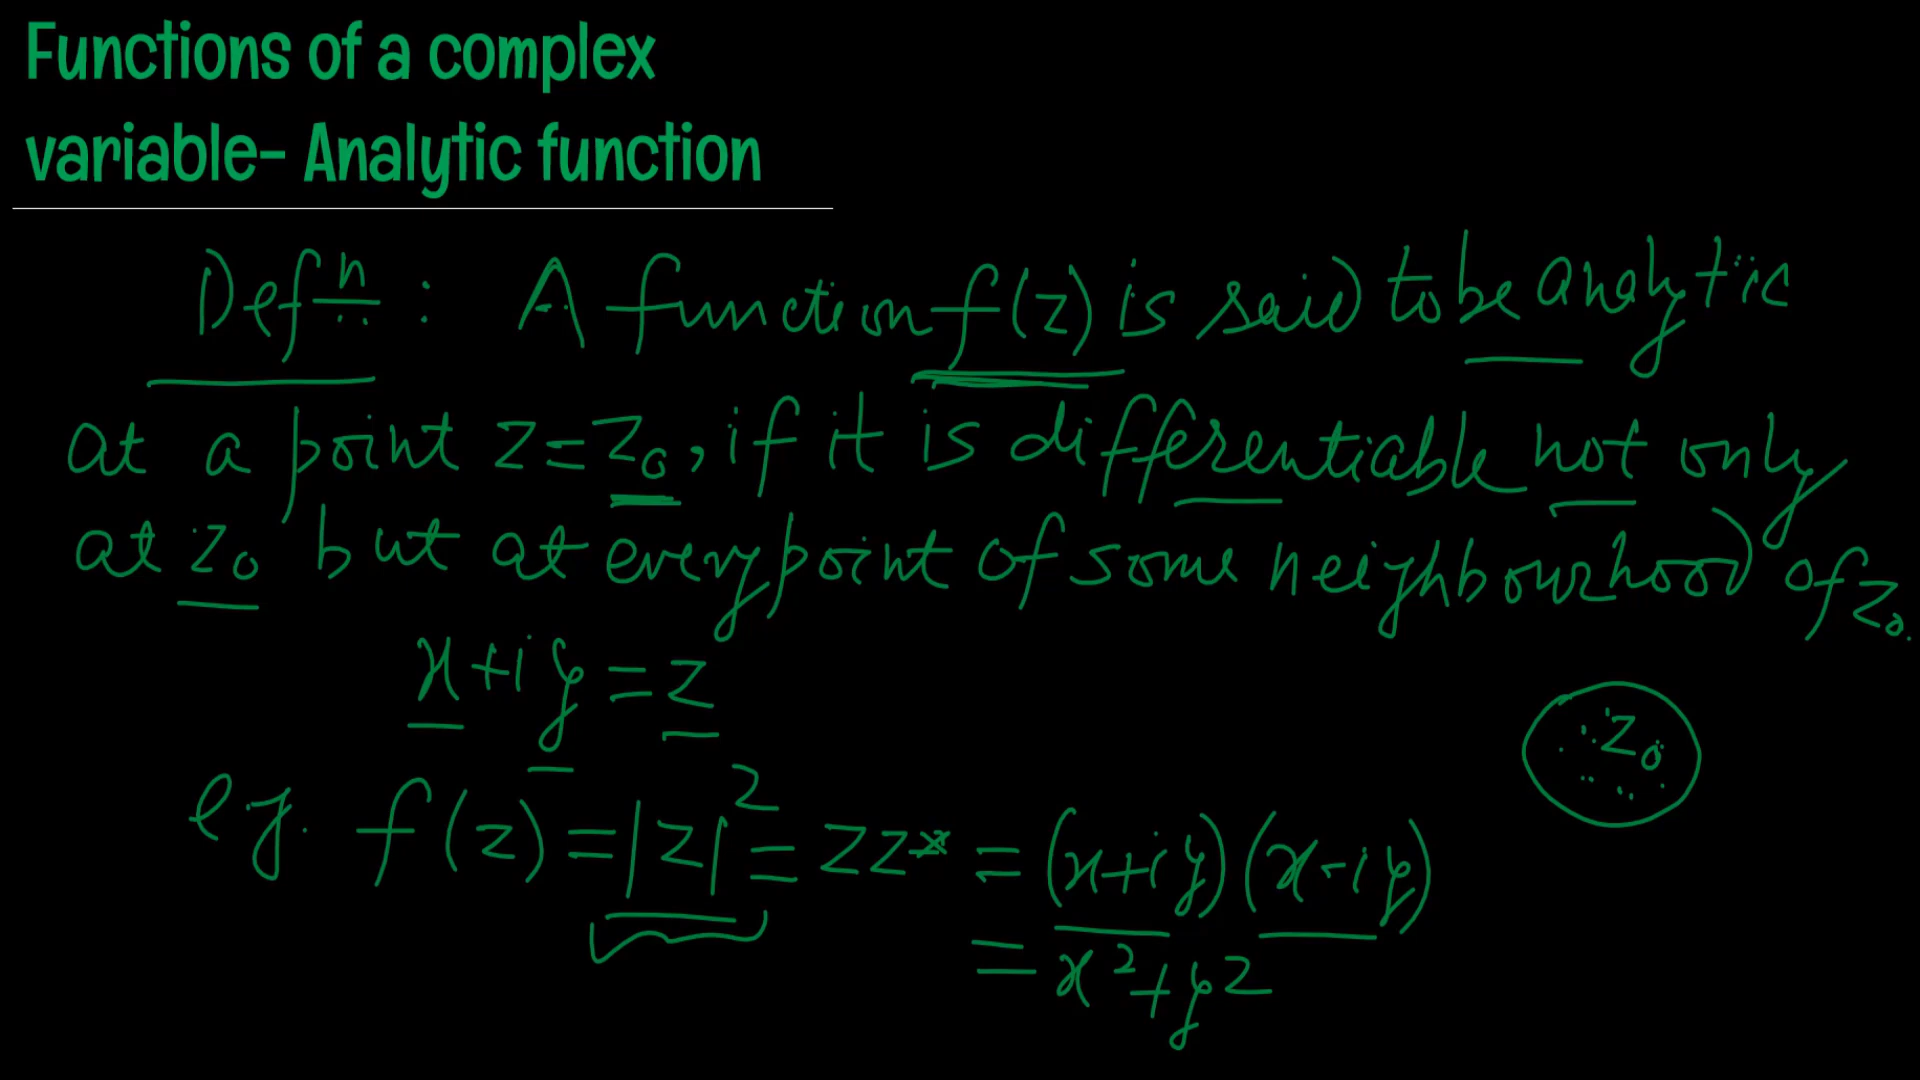 Functions of a complex
variable- Analytic function
Defⁿ : A function f(z) is said to be analytic
at a point z=z₀, if it is differentiable not only
at z₀ but at every point of some neighbourhood of z₀.
x+iy=z
z₀
eg. f(z)=|z|²=zz*=(x+iy)(x-iy)
=x²+y²